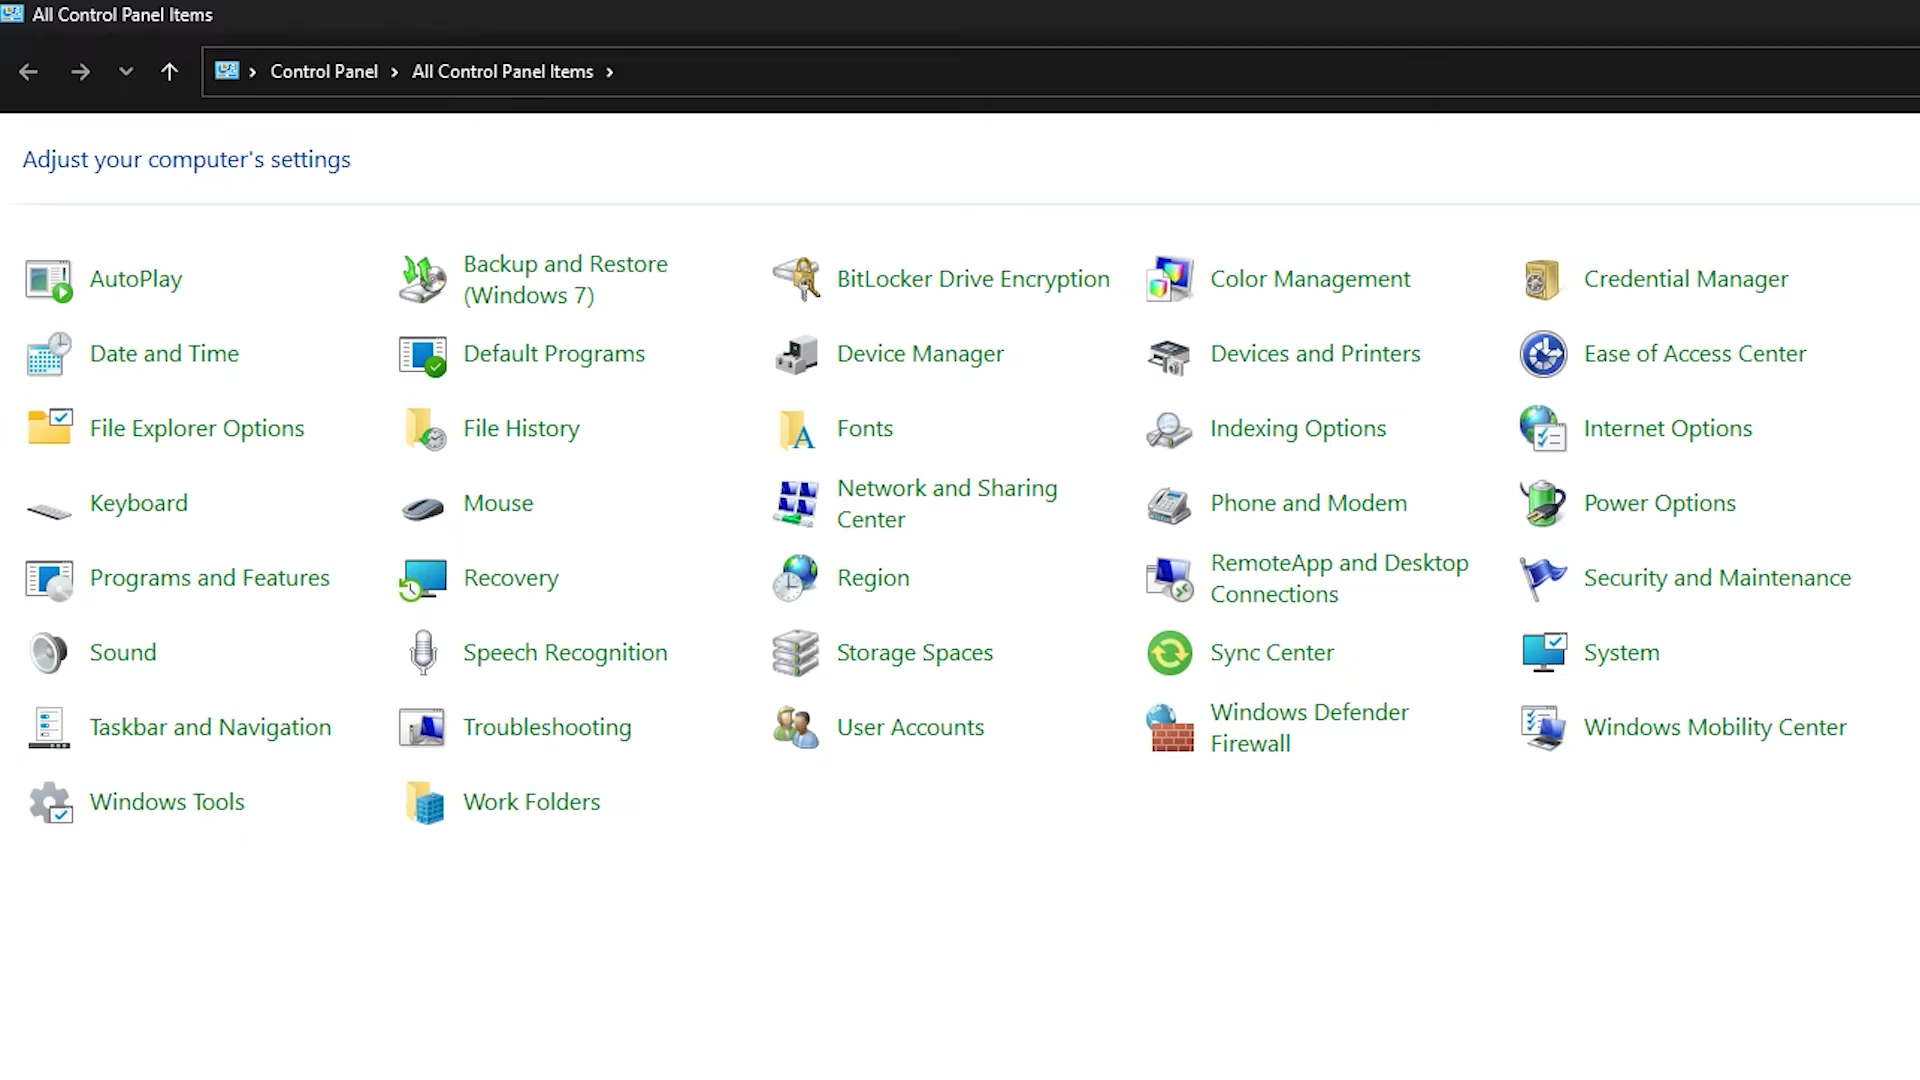 All Control Panel Items
Control Panel > All Control Panel Items >
Adjust your computer's settings
AutoPlay
Backup and Restore
(Windows 7)
BitLocker Drive Encryption
Color Management
Credential Manager
Date and Time
Default Programs
Device Manager
Devices and Printers
Ease of Access Center
File Explorer Options
File History
Fonts
Indexing Options
Internet Options
Keyboard
Mouse
Network and Sharing
Center
Phone and Modem
Power Options
Programs and Features
Recovery
Region
RemoteApp and Desktop
Connections
Security and Maintenance
Sound
Speech Recognition
Storage Spaces
Sync Center
System
Taskbar and Navigation
Troubleshooting
User Accounts
Windows Defender
Firewall
Windows Mobility Center
Windows Tools
Work Folders